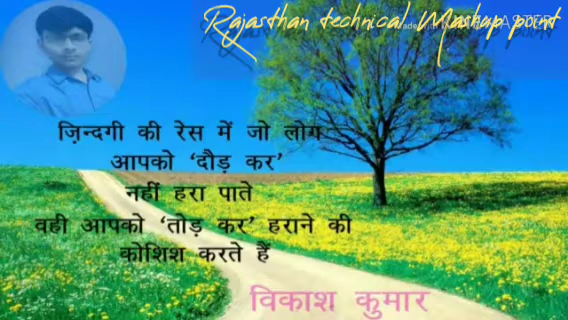 Rajasthan technical Mashup point
ज़िन्दगी की रेस में जो लोग
आपको ‘दौड़ कर’
नहीं हरा पाते
वही आपको ‘तोड़ कर’ हराने की
कोशिश करते हैं
विकाश कुमार